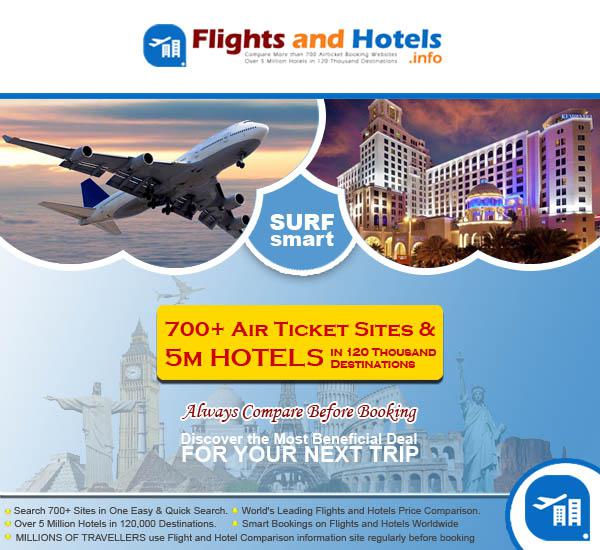 Flights and Hotels
Compare More than 700 Airticket Booking Websites
Over 5 Million Hotels in 120 Thousand Destinations
.info
KEMPINSKI
SURF
smart
700+ AIR TICKET SITES &
5M HOTELS IN 120 THOUSAND
DESTINATIONS
Always Compare Before Booking
Discover the Most Beneficial Deal
FOR YOUR NEXT TRIP
Search 700+ Sites in One Easy & Quick Search.
World's Leading Flights and Hotels Price Comparison.
Over 5 Million Hotels in 120,000 Destinations.
Smart Bookings on Flights and Hotels Worldwide
MILLIONS OF TRAVELLERS use Flight and Hotel Comparison information site regularly before booking